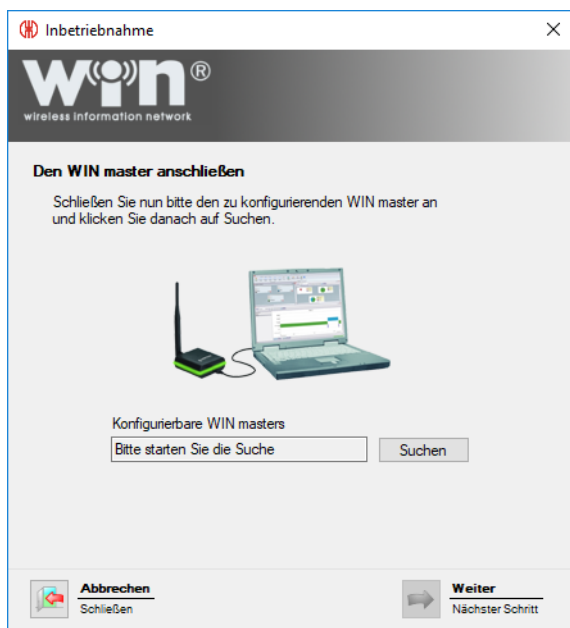 Inbetriebnahme
WIN®
wireless information network
Den WIN master anschließen
Schließen Sie nun bitte den zu konfigurierenden WIN master an
und klicken Sie danach auf Suchen.
Konfigurierbare WIN masters
Bitte starten Sie die Suche
Suchen
Abbrechen
Schließen
Weiter
Nächster Schritt